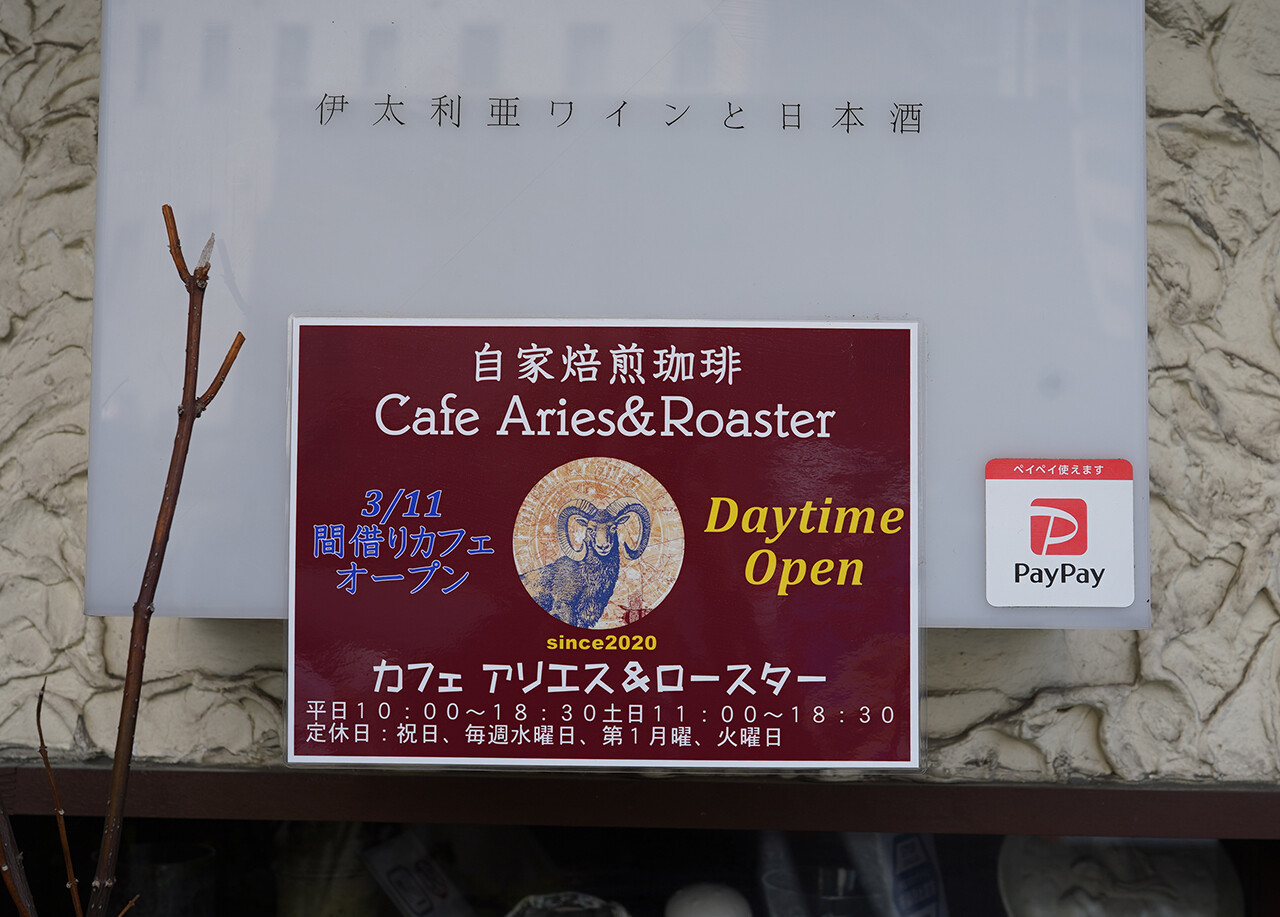 伊太利亜ワインと日本酒
自家焙煎珈琲
Cafe Aries&Roaster
3/11
間借りカフェ
オープン
Daytime
Open
since2020
カフェ アリエス&ロースター
平日10:00~18:30土日11:00~18:30
定休日:祝日、毎週水曜日、第1月曜、火曜日
ペイペイ使えます
PayPay